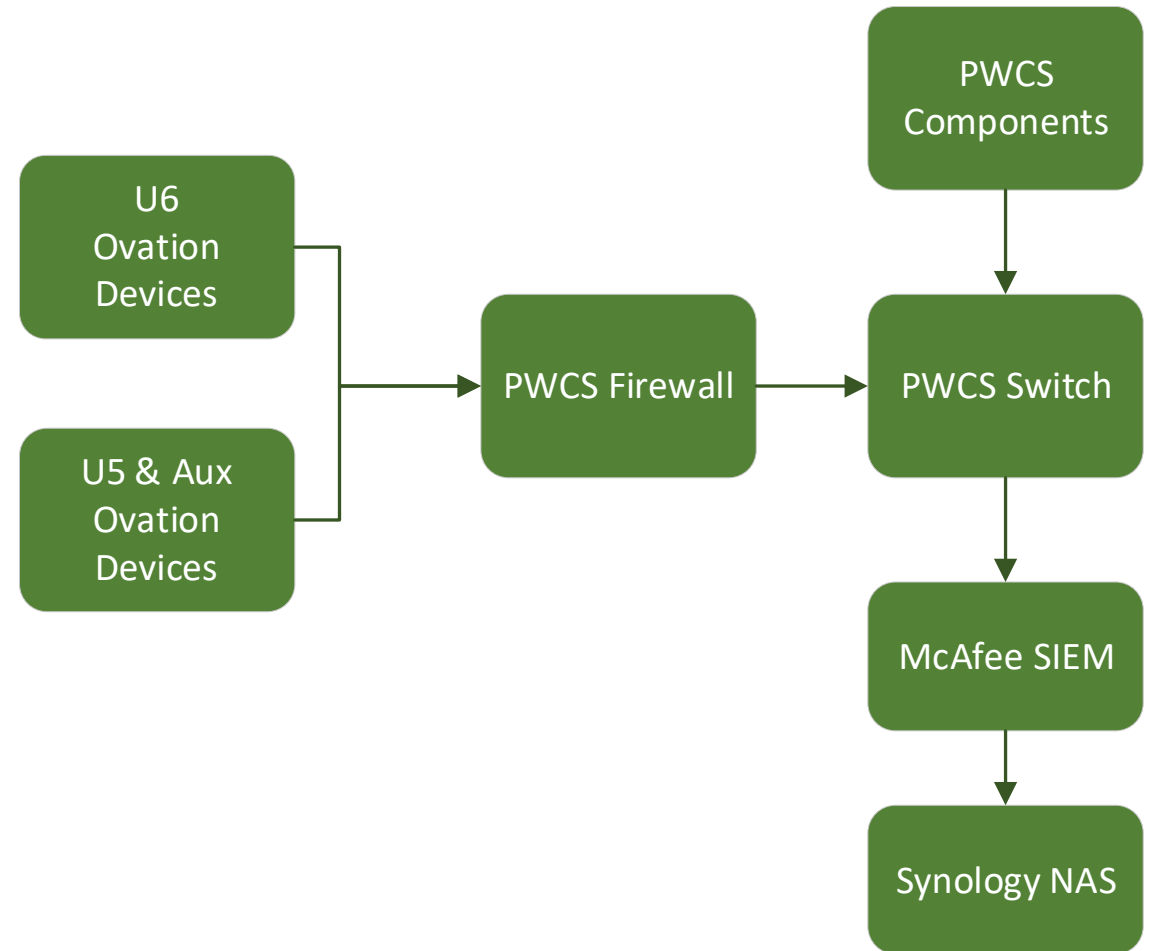 PWCS
Components
U6
Ovation
Devices
PWCS Firewall
PWCS Switch
U5 & Aux
Ovation
Devices
McAfee SIEM
Synology NAS